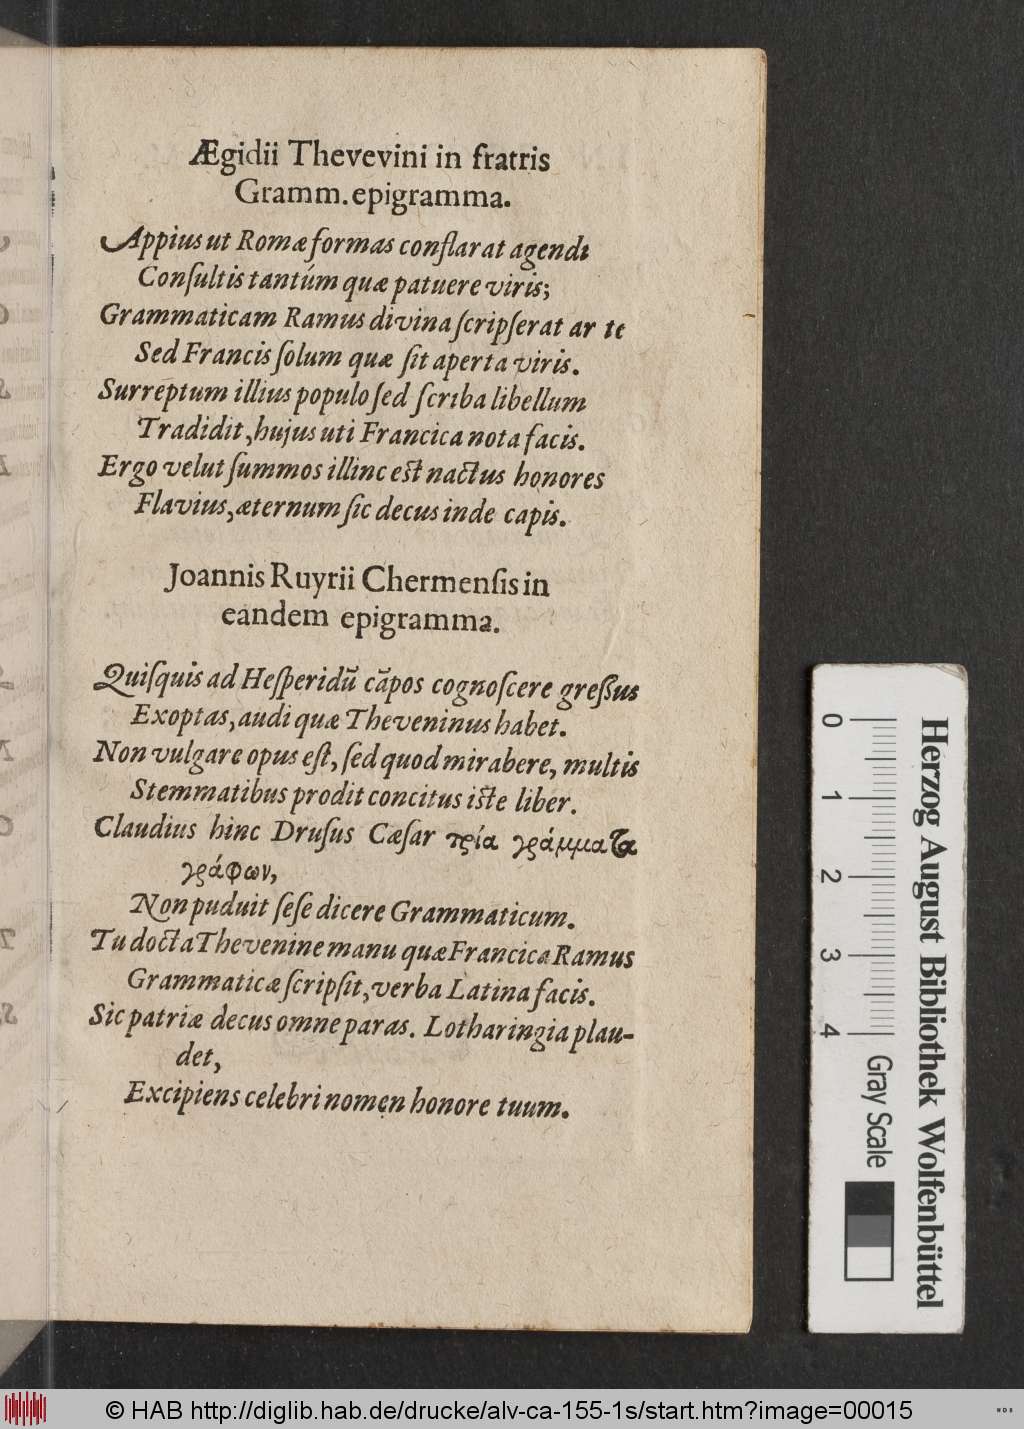 Ægidii Thevevini in fratris
Gramm. epigramma.
Appius ut Romæ formas conflarat agendi
Conſultis tantúm quæ patuere viris;
Grammaticam Ramus divina ſcripſerat ar te
Sed Francis ſolum quæ ſit aperta viris.
Surreptum illius populo ſed ſcriba libellum
Tradidit, hujus uti Francica nota facis.
Ergo velut ſummos illinc eſt nactus honores
Flavius, æternum ſic decus inde capis.
Joannis Ruyrii Chermenſis in
eandem epigramma.
Quiſquis ad Heſperidũ cãpos cognoſcere greſſus
Exoptas, audi quæ Theveninus habet.
Non vulgare opus eſt, ſed quod mirabere, multis
Stemmatibus prodit concitus iſte liber.
Claudius hinc Druſus Cæſar τρία γράμματα
γράφων,
Non puduit ſeſe dicere Grammaticum.
Tu docta Thevenine manu quæ Francica Ramus
Grammaticæ ſcripſit, verba Latina facis.
Sic patriæ decus omne paras. Lotharingia plau-
det,
Excipiens celebri nomen honore tuum.
0 1 2 3 4
Gray Scale
Herzog August Bibliothek Wolfenbüttel
© HAB http://diglib.hab.de/drucke/alv-ca-155-1s/start.htm?image=00015